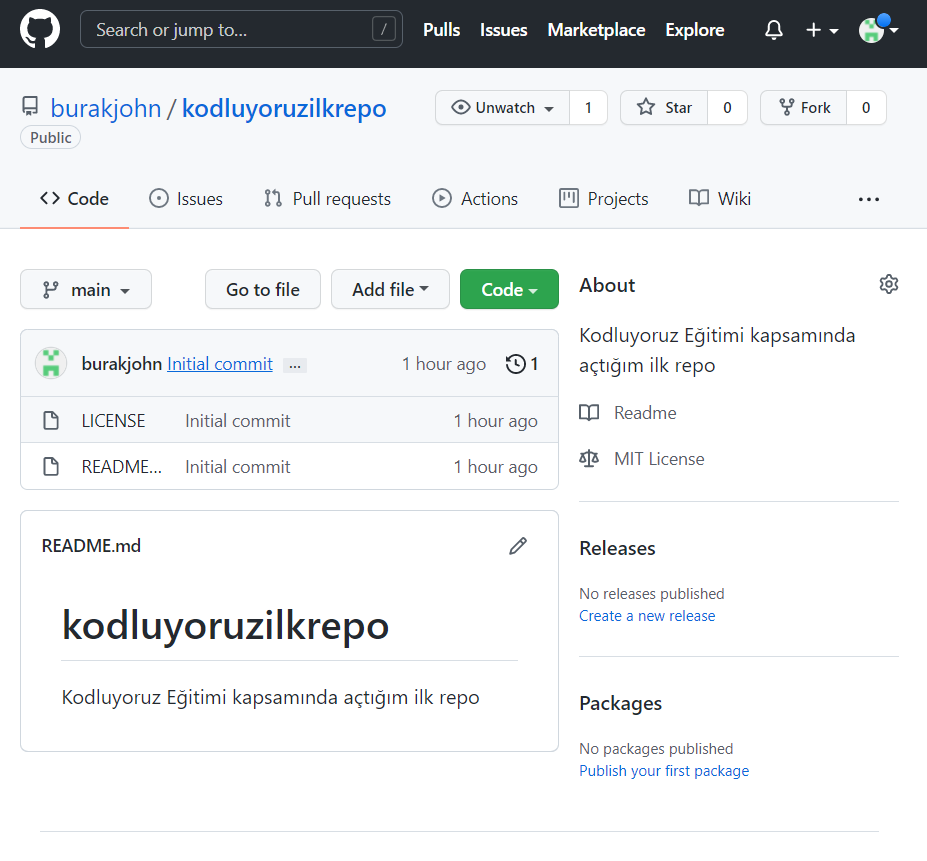 Search or jump to... / Pulls Issues Marketplace Explore
burakjohn / kodluyoruzilkrepo Unwatch 1 Star 0 Fork 0
Public
Code Issues Pull requests Actions Projects Wiki ...
main Go to file Add file Code
burakjohn Initial commit ... 1 hour ago 1
LICENSE Initial commit 1 hour ago
README... Initial commit 1 hour ago
README.md
kodluyoruzilkrepo
Kodluyoruz Eğitimi kapsamında açtığım ilk repo
About
Kodluyoruz Eğitimi kapsamında
açtığım ilk repo
Readme
MIT License
Releases
No releases published
Create a new release
Packages
No packages published
Publish your first package